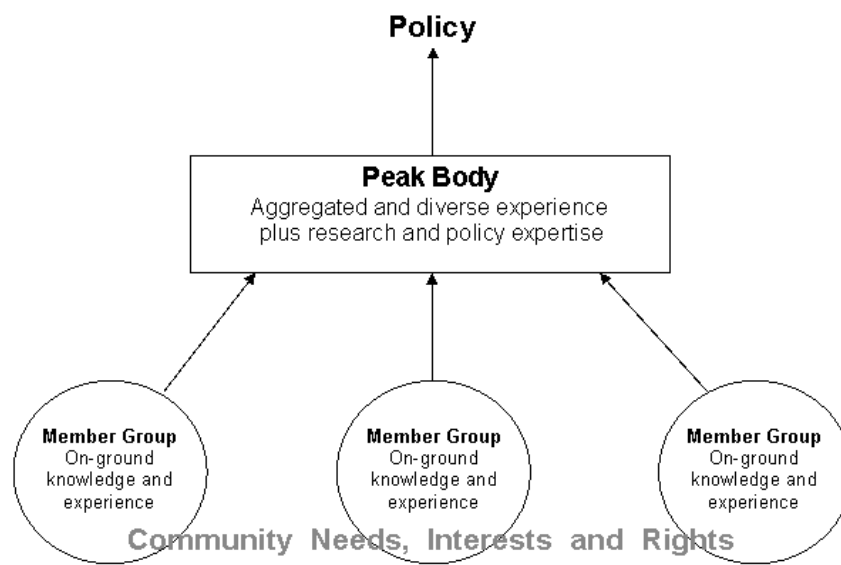 Policy
Peak Body
Aggregated and diverse experience
plus research and policy expertise
Member Group
On-ground
knowledge and
experience
Member Group
On-ground
knowledge and
experience
Member Group
On-ground
knowledge and
experience
Community Needs, Interests and Rights